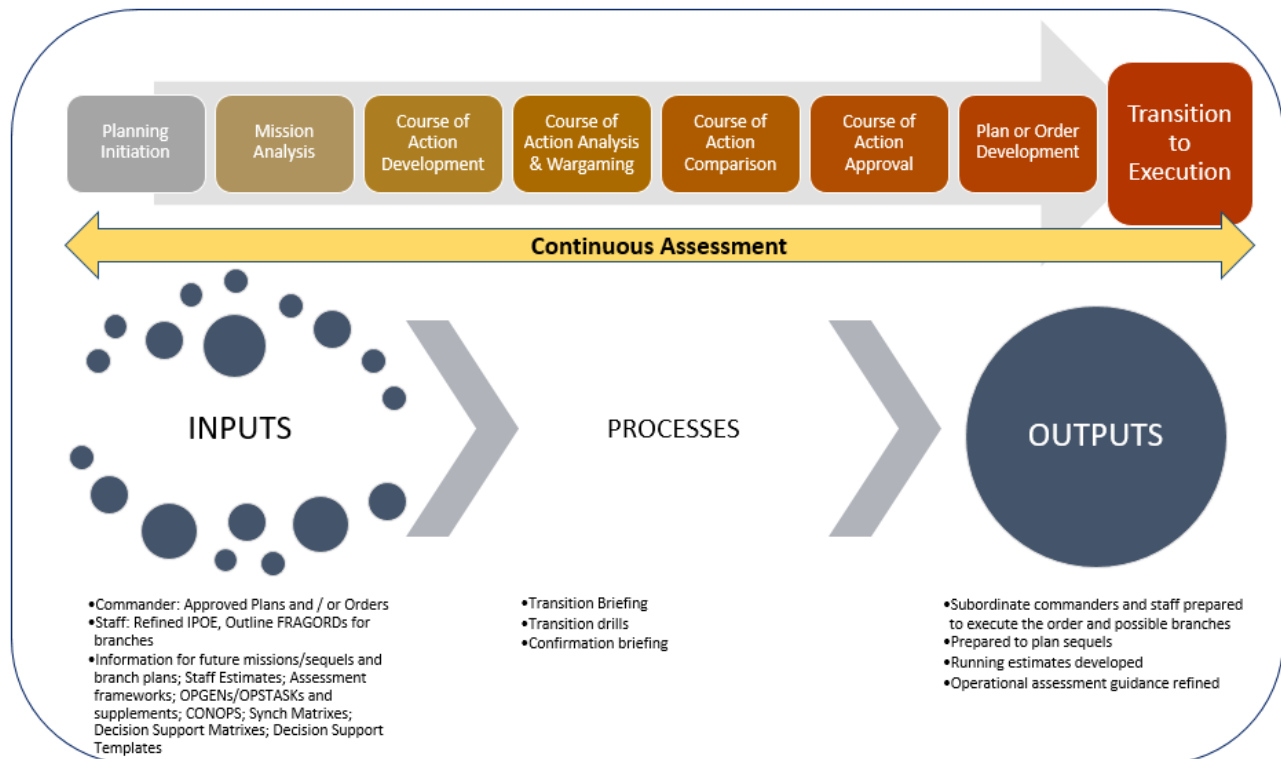 Planning
Initiation
Mission
Analysis
Course of
Action
Development
Course of
Action Analysis
& Wargaming
Course of
Action
Comparison
Course of
Action
Approval
Plan or Order
Development
Transition
to
Execution
Continuous Assessment
INPUTS
PROCESSES
OUTPUTS
•Commander: Approved Plans and / or Orders
•Staff: Refined IPOE, Outline FRAGORDs for
branches
•Information for future missions/sequels and
branch plans; Staff Estimates; Assessment
frameworks; OPGENs/OPSTASKs and
supplements; CONOPS; Synch Matrixes;
Decision Support Matrixes; Decision Support
Templates
•Transition Briefing
•Transition drills
•Confirmation briefing
•Subordinate commanders and staff prepared
to execute the order and possible branches
•Prepared to plan sequels
•Running estimates developed
•Operational assessment guidance refined